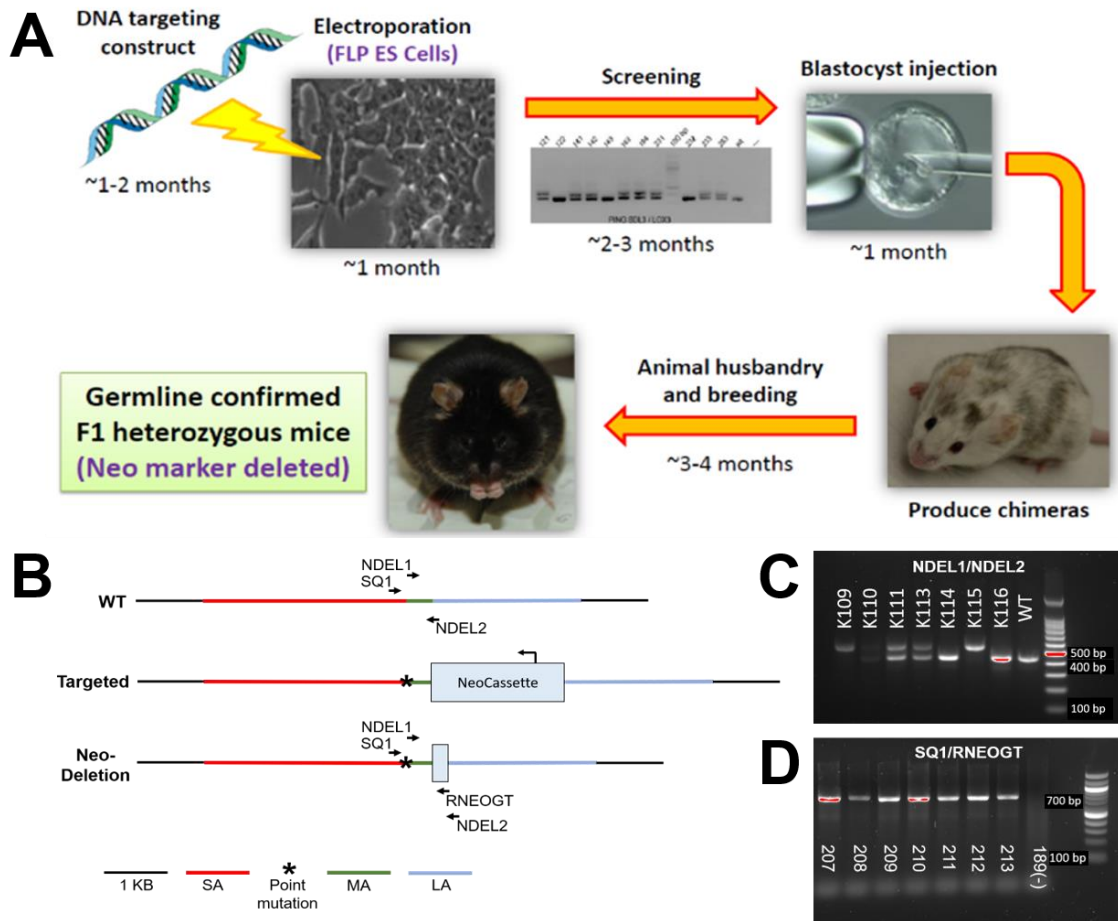 A
DNA targeting
construct
~1-2 months
Electroporation
(FLP ES Cells)
~1 month
Screening
~2-3 months
Blastocyst injection
~1 month
Produce chimeras
Animal husbandry
and breeding
~3-4 months
Germline confirmed
F1 heterozygous mice
(Neo marker deleted)
B
NDEL1
SQ1
WT
NDEL2
Targeted
*
NeoCassette
NDEL1
SQ1
Neo-
Deletion
*
RNEOGT
NDEL2
1 KB
SA
*
Point
mutation
MA
LA
C
NDEL1/NDEL2
K109 K110 K111 K113 K114 K115 K116 WT
500 bp
400 bp
100 bp
D
SQ1/RNEOGT
700 bp
100 bp
207 208 209 210 211 212 213 189(-)